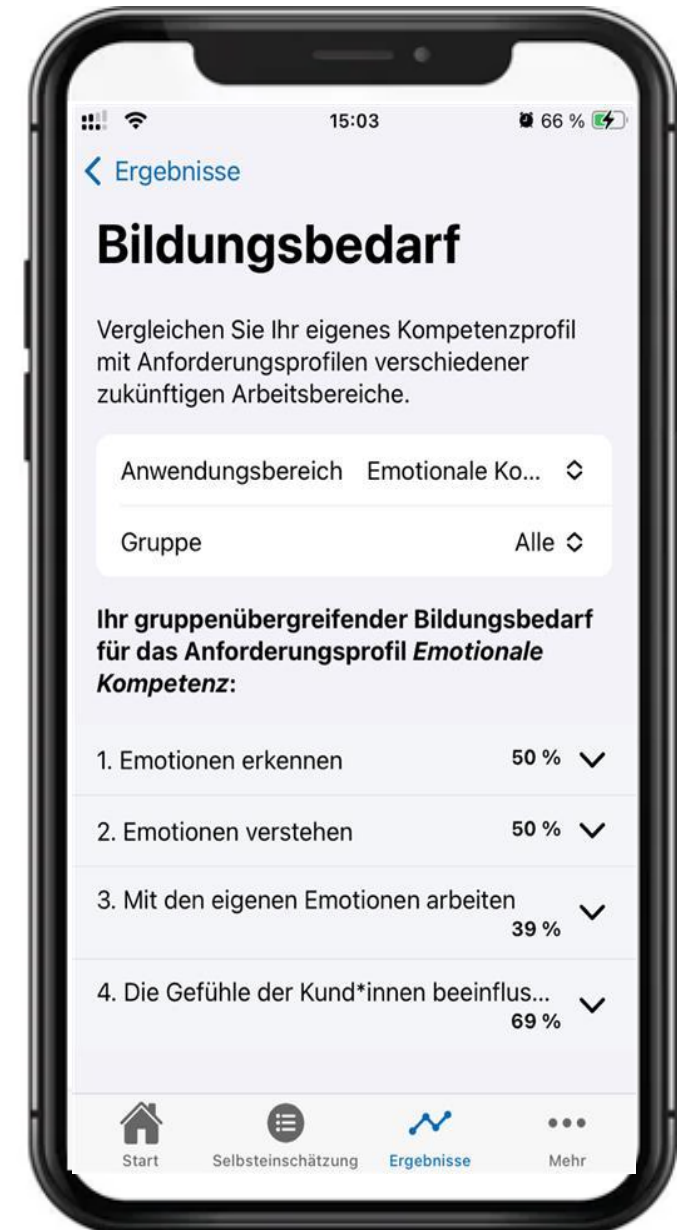 15:03
66 %
Ergebnisse
Bildungsbedarf
Vergleichen Sie Ihr eigenes Kompetenzprofil
mit Anforderungsprofilen verschiedener
zukünftigen Arbeitsbereiche.
Anwendungsbereich Emotionale Ko...
Gruppe Alle
Ihr gruppenübergreifender Bildungsbedarf
für das Anforderungsprofil Emotionale
Kompetenz:
1. Emotionen erkennen 50 %
2. Emotionen verstehen 50 %
3. Mit den eigenen Emotionen arbeiten
39 %
4. Die Gefühle der Kund*innen beeinflus...
69 %
Start Selbsteinschätzung Ergebnisse Mehr